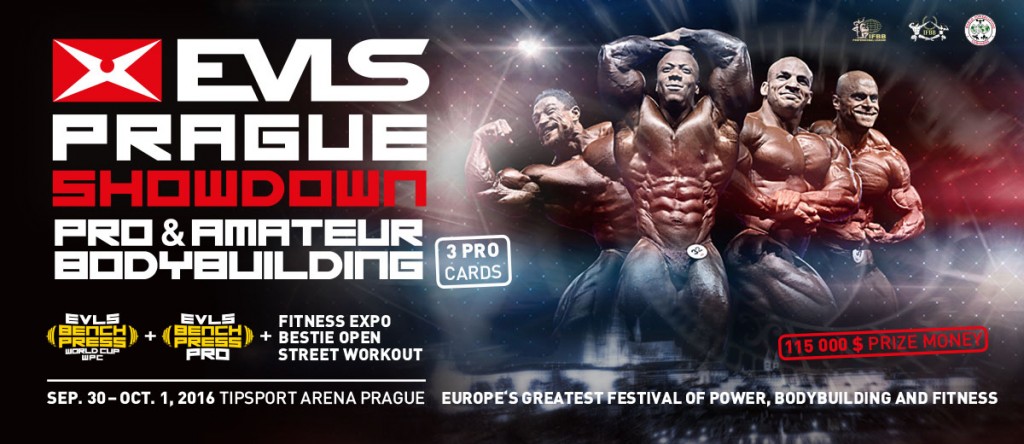 EVLS
PRAGUE
SHOWDOWN
PRO & AMATEUR
BODYBUILDING
3 PRO
CARDS
EVLS
BENCH
PRESS
WORLD CUP
WPC
+
EVLS
BENCH
PRESS
PRO
+
FITNESS EXPO
BESTIE OPEN
STREET WORKOUT
SEP. 30 – OCT. 1, 2016 TIPSPORT ARENA PRAGUE
115 000 $ PRIZE MONEY
EUROPE'S GREATEST FESTIVAL OF POWER, BODYBUILDING AND FITNESS
IFBB
IFBB
32